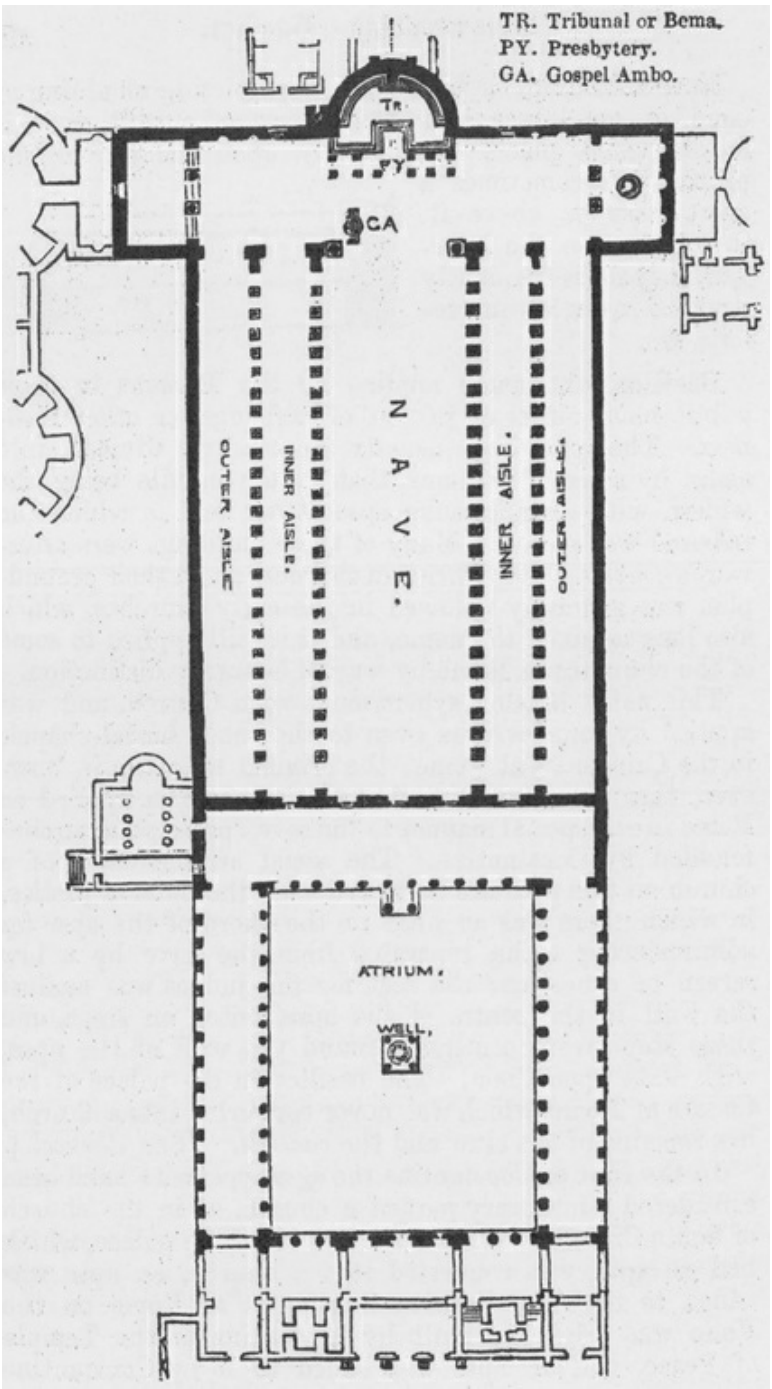 TR. Tribunal or Bema.
PY. Presbytery.
GA. Gospel Ambo.
TR.
PY
GA
NAVE.
OUTER AISLE
INNER AISLE
INNER AISLE.
OUTER AISLE.
ATRIUM.
WELL,